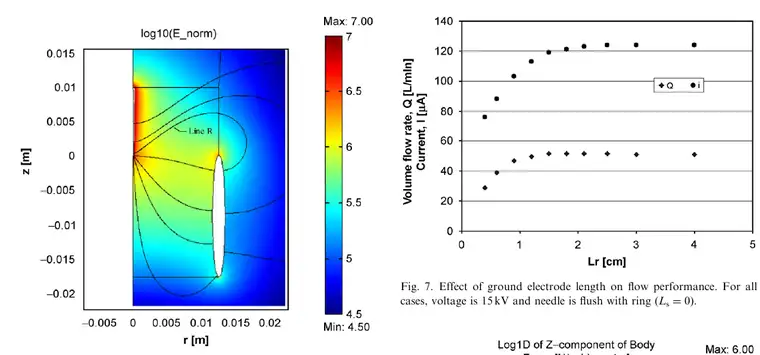 log10(E_norm)
Max: 7.00
0.015
0.01
0.005
0
−0.005
−0.01
−0.015
−0.02
z [m]
Line R
−0.005
0
0.005
0.01
0.015
0.02
r [m]
7
6.5
6
5.5
5
4.5
Min: 4.50
Volume flow rate, Q [L/min]
Current, I [µA]
140
120
100
80
60
40
20
0
Q
i
0
1
2
3
4
5
Lr [cm]
Fig. 7. Effect of ground electrode length on flow performance. For all
cases, voltage is 15 kV and needle is flush with ring (Ls = 0).
Log1D of Z−component of Body
Max: 6.00